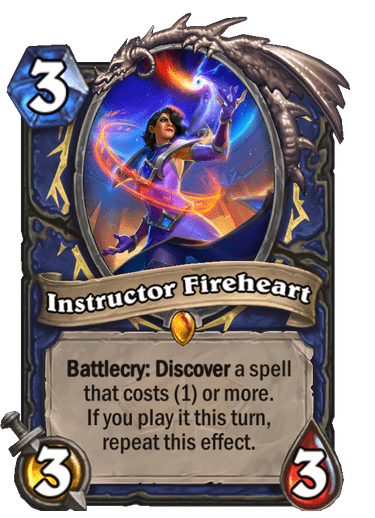 3
Instructor Fireheart
Battlecry: Discover a spell
that costs (1) or more.
If you play it this turn,
repeat this effect.
3
3